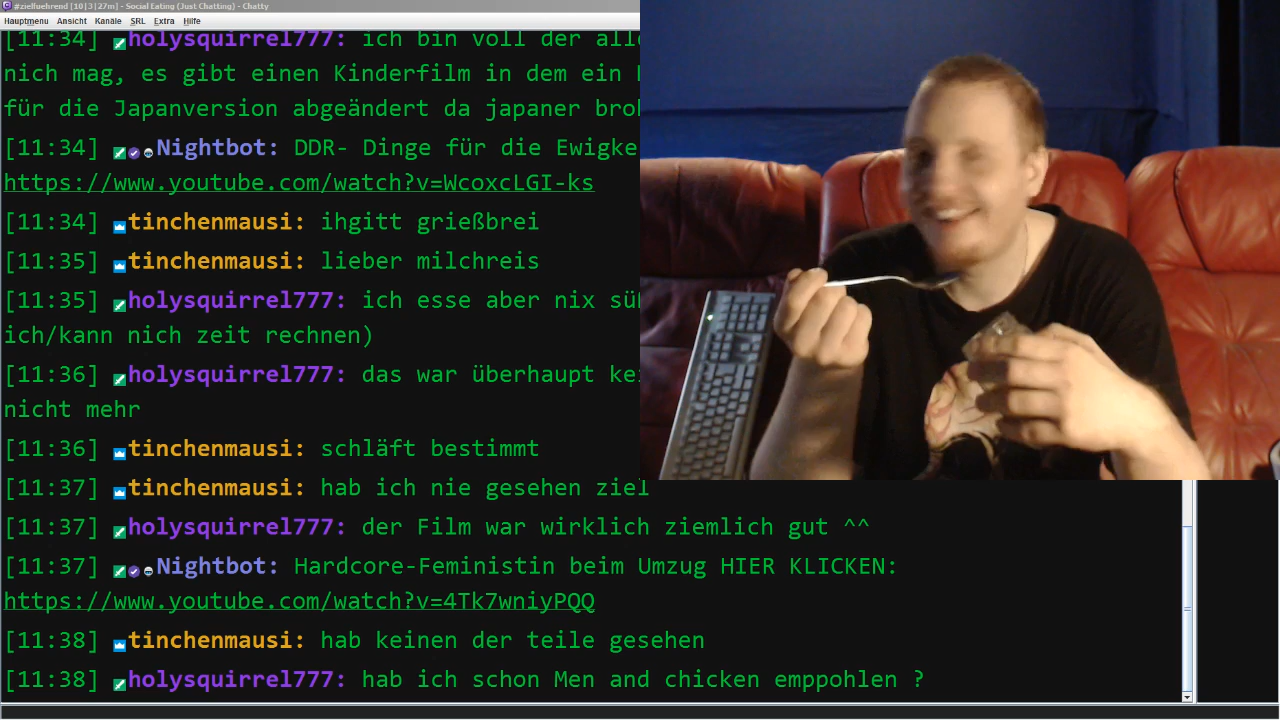 #zielfuehrend [10|3|27m] - Social Eating (Just Chatting) - Chatty
Hauptmenu Ansicht Kanäle SRL Extra Hilfe
[11:34] holysquirrel777: ich bin voll der
nich mag, es gibt einen Kinderfilm in dem ein
für die Japanversion abgeändert da japaner
[11:34] Nightbot: DDR- Dinge für die
https://www.youtube.com/watch?v=WcoxcLGI-ks
[11:34] tinchenmausi: ihgitt grießbrei
[11:35] tinchenmausi: lieber milchreis
[11:35] holysquirrel777: ich esse aber nix
ich/kann nich zeit rechnen)
[11:36] holysquirrel777: das war überhaupt
nicht mehr
[11:36] tinchenmausi: schläft bestimmt
[11:37] tinchenmausi: hab ich nie gesehen ziel
[11:37] holysquirrel777: der Film war wirklich ziemlich gut ^^
[11:37] Nightbot: Hardcore-Feministin beim Umzug HIER KLICKEN:
https://www.youtube.com/watch?v=4Tk7wniyPQQ
[11:38] tinchenmausi: hab keinen der teile gesehen
[11:38] holysquirrel777: hab ich schon Men and chicken emppohlen ?